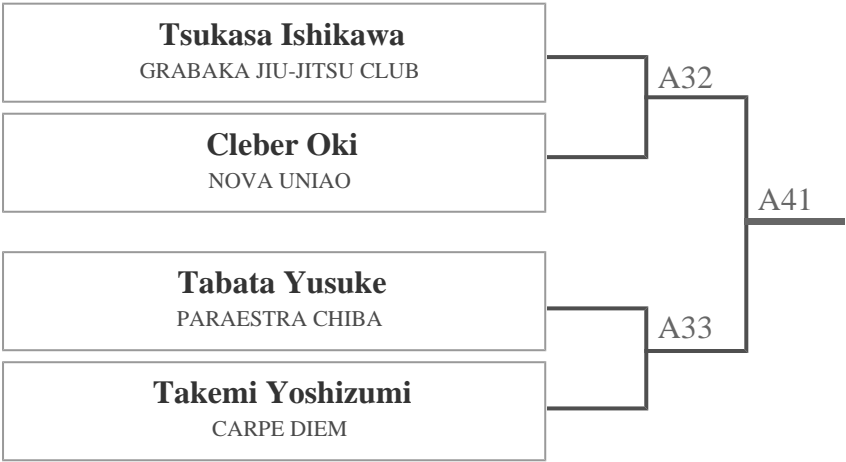 Tsukasa Ishikawa
GRABAKA JIU-JITSU CLUB
A32
Cleber Oki
NOVA UNIAO
A41
Tabata Yusuke
PARAESTRA CHIBA
A33
Takemi Yoshizumi
CARPE DIEM